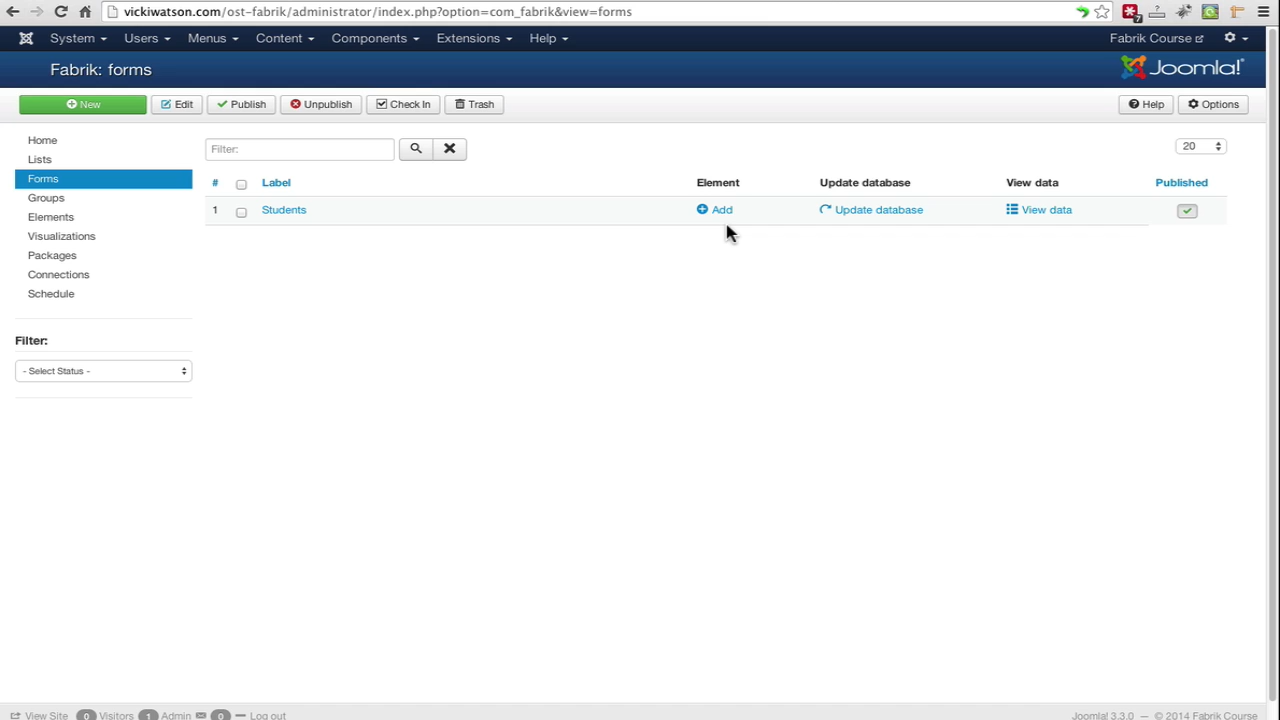 vickiwatson.com/ost-fabrik/administrator/index.php?option=com_fabrik&view=forms
7
System Users Menus Content Components Extensions Help Fabrik Course
Fabrik: forms Joomla!®
New Edit Publish Unpublish Check In Trash Help Options
Home
Lists
Forms
Groups
Elements
Visualizations
Packages
Connections
Schedule
Filter:
- Select Status -
Filter: 20
# Label Element Update database View data Published
1 Students Add Update database View data
View Site 0 Visitors 1 Admin 0 Log out Joomla! 3.3.0 — © 2014 Fabrik Course